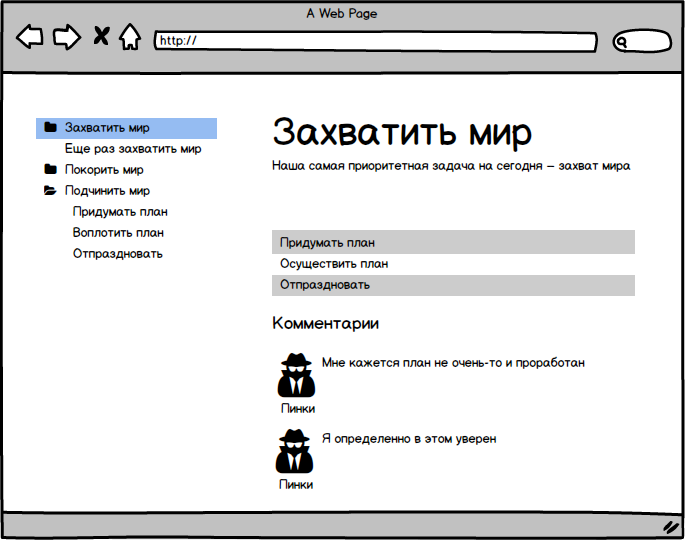 A Web Page
http://
Захватить мир
Еще раз захватить мир
Покорить мир
Подчинить мир
Придумать план
Воплотить план
Отпраздновать
Захватить мир
Наша самая приоритетная задача на сегодня – захват мира
Придумать план
Осуществить план
Отпраздновать
Комментарии
Мне кажется план не очень-то и проработан
Пинки
Я определенно в этом уверен
Пинки